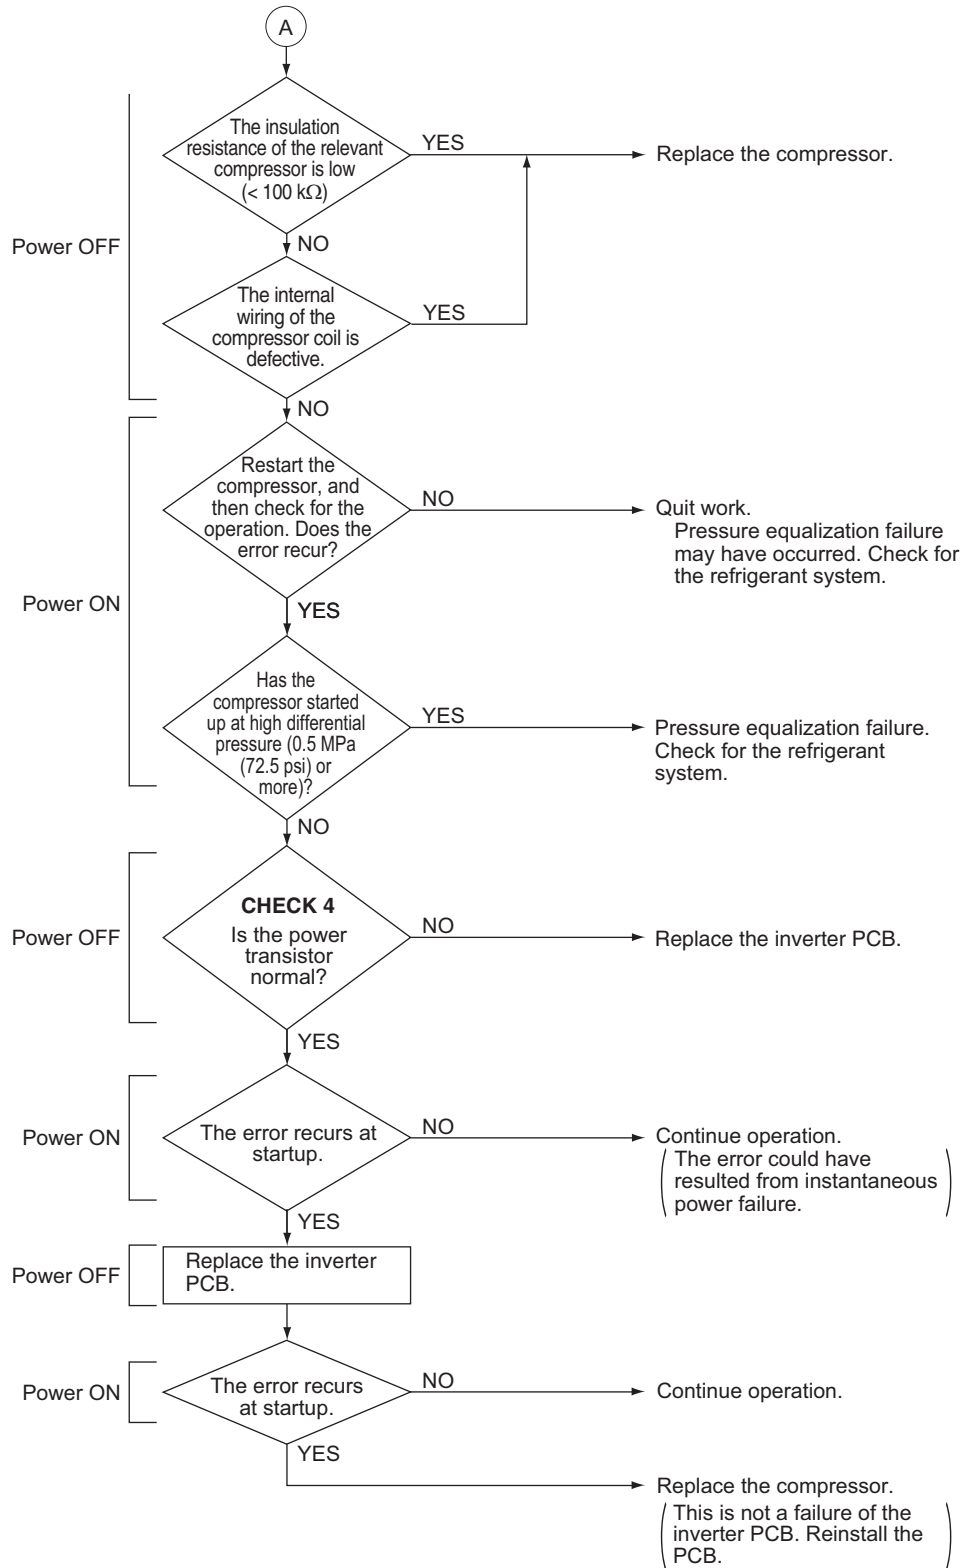 A
The insulation
resistance of the relevant
compressor is low
(< 100 kΩ)
YES
Replace the compressor.
Power OFF
NO
The internal
wiring of the
compressor coil is
defective.
YES
NO
Restart the
compressor, and
then check for the
operation. Does the
error recur?
NO
Quit work.
Pressure equalization failure
may have occurred. Check for
the refrigerant system.
Power ON
YES
Has the
compressor started
up at high differential
pressure (0.5 MPa
(72.5 psi) or
more)?
YES
Pressure equalization failure.
Check for the refrigerant
system.
NO
Power OFF
CHECK 4
Is the power
transistor
normal?
NO
Replace the inverter PCB.
YES
Power ON
The error recurs at
startup.
NO
Continue operation.
(The error could have
resulted from instantaneous
power failure.)
YES
Power OFF
Replace the inverter
PCB.
Power ON
The error recurs
at startup.
NO
Continue operation.
YES
Replace the compressor.
(This is not a failure of the
inverter PCB. Reinstall the
PCB.)